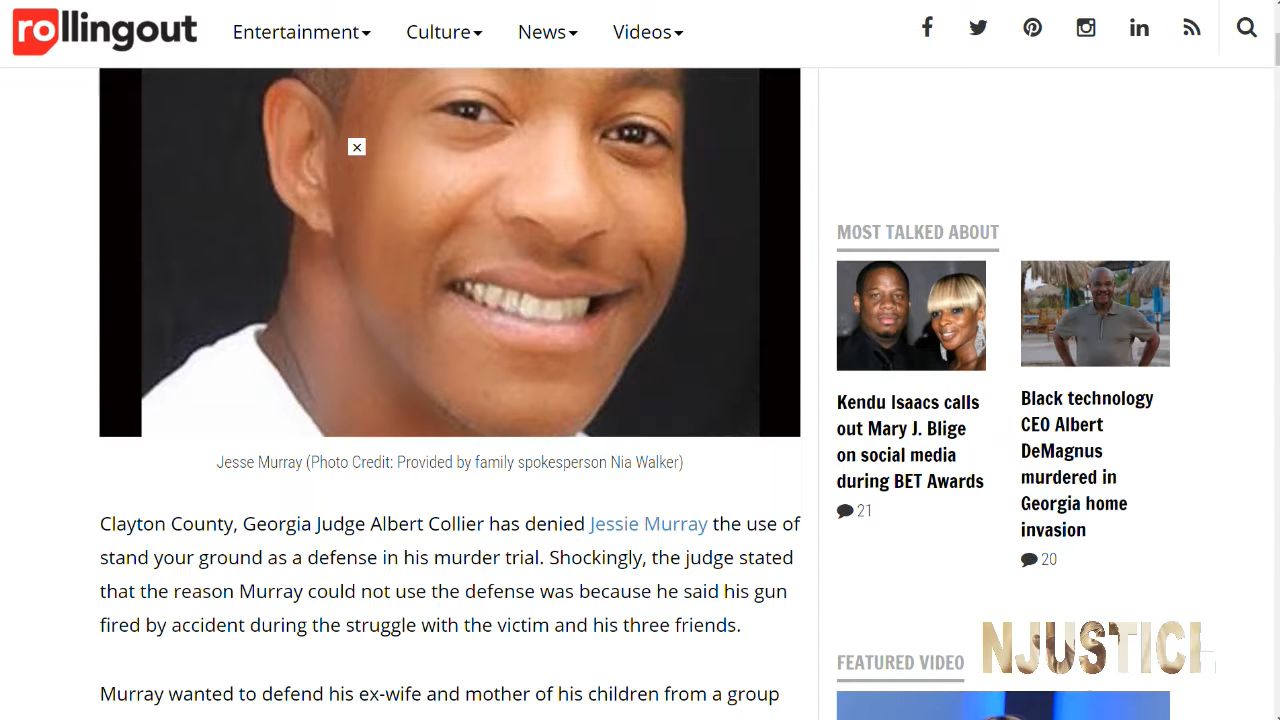 rollingout
Entertainment
Culture
News
Videos
Jesse Murray (Photo Credit: Provided by family spokesperson Nia Walker)
Clayton County, Georgia Judge Albert Collier has denied Jessie Murray the use of
stand your ground as a defense in his murder trial. Shockingly, the judge stated
that the reason Murray could not use the defense was because he said his gun
fired by accident during the struggle with the victim and his three friends.
Murray wanted to defend his ex-wife and mother of his children from a group
MOST TALKED ABOUT
Kendu Isaacs calls
out Mary J. Blige
on social media
during BET Awards
21
Black technology
CEO Albert
DeMagnus
murdered in
Georgia home
invasion
20
FEATURED VIDEO
NJUSTICE